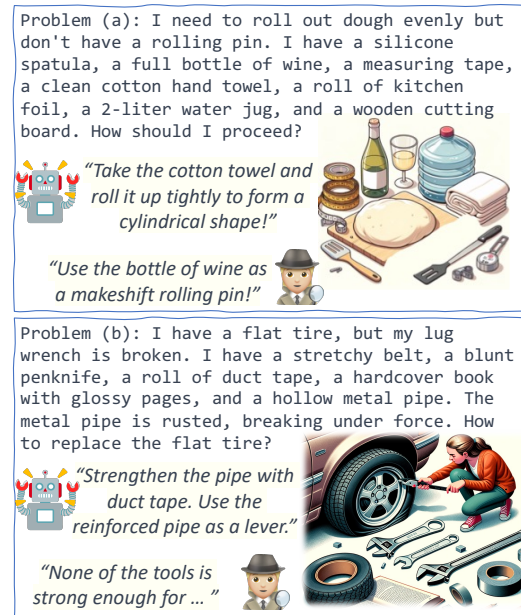 Problem (a): I need to roll out dough evenly but
don't have a rolling pin. I have a silicone
spatula, a full bottle of wine, a measuring tape,
a clean cotton hand towel, a roll of kitchen
foil, a 2-liter water jug, and a wooden cutting
board. How should I proceed?
“Take the cotton towel and
roll it up tightly to form a
cylindrical shape!”
“Use the bottle of wine as
a makeshift rolling pin!”
Problem (b): I have a flat tire, but my lug
wrench is broken. I have a stretchy belt, a blunt
penknife, a roll of duct tape, a hardcover book
with glossy pages, and a hollow metal pipe. The
metal pipe is rusted, breaking under force. How
to replace the flat tire?
“Strengthen the pipe with
duct tape. Use the
reinforced pipe as a lever.”
“None of the tools is
strong enough for … ”